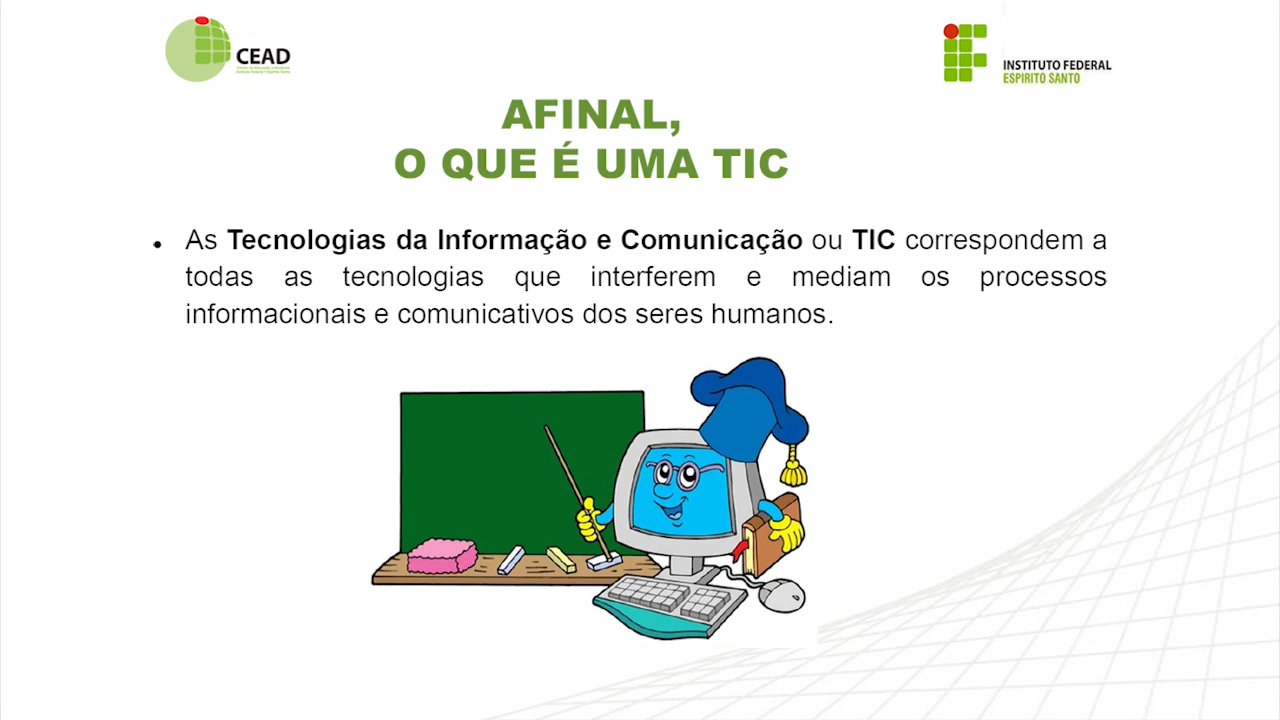 CEAD
INSTITUTO FEDERAL
ESPÍRITO SANTO
AFINAL,
O QUE É UMA TIC
As Tecnologias da Informação e Comunicação ou TIC correspondem a
todas as tecnologias que interferem e mediam os processos
informacionais e comunicativos dos seres humanos.